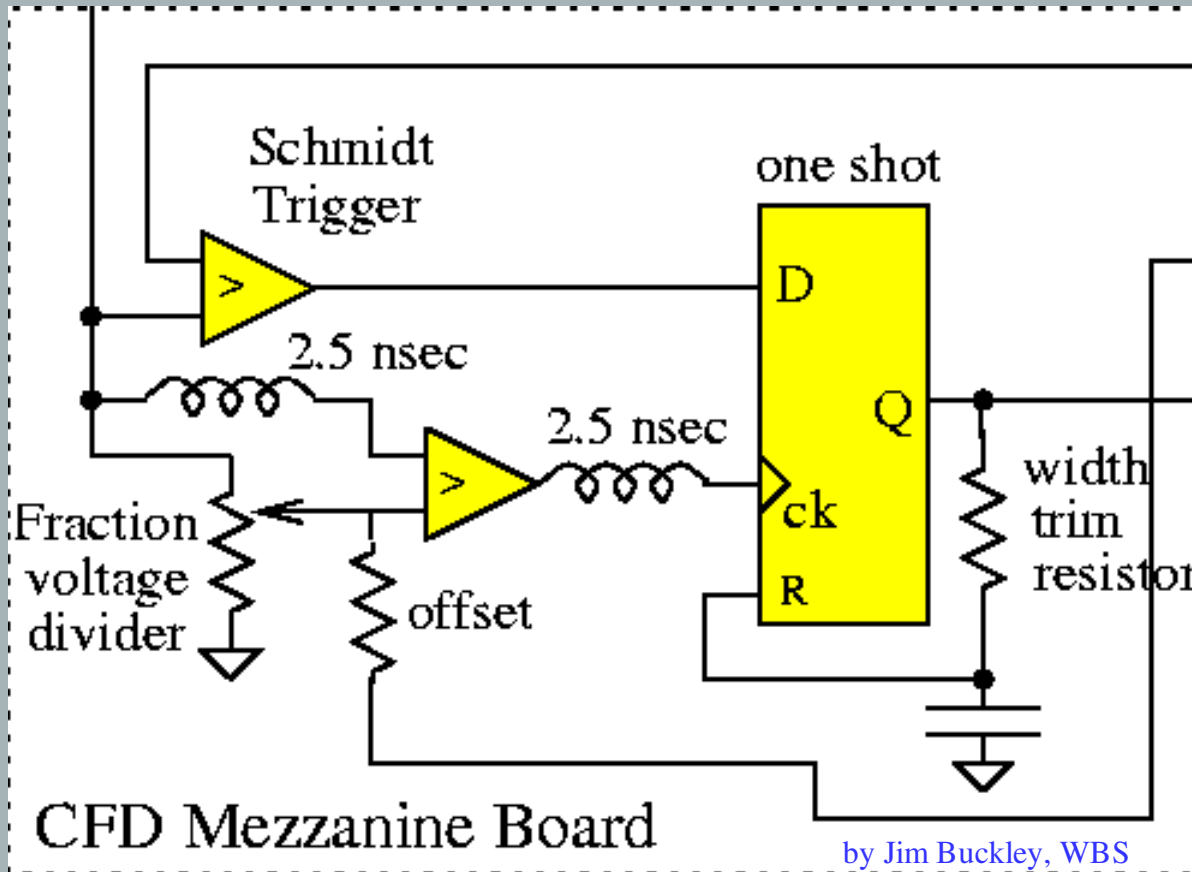 Schmidt
Trigger
one shot
>
D
2.5 nsec
Q
2.5 nsec
>
width
trim
resistor
ck
Fraction
voltage
divider
R
offset
CFD Mezzanine Board
by Jim Buckley, WBS